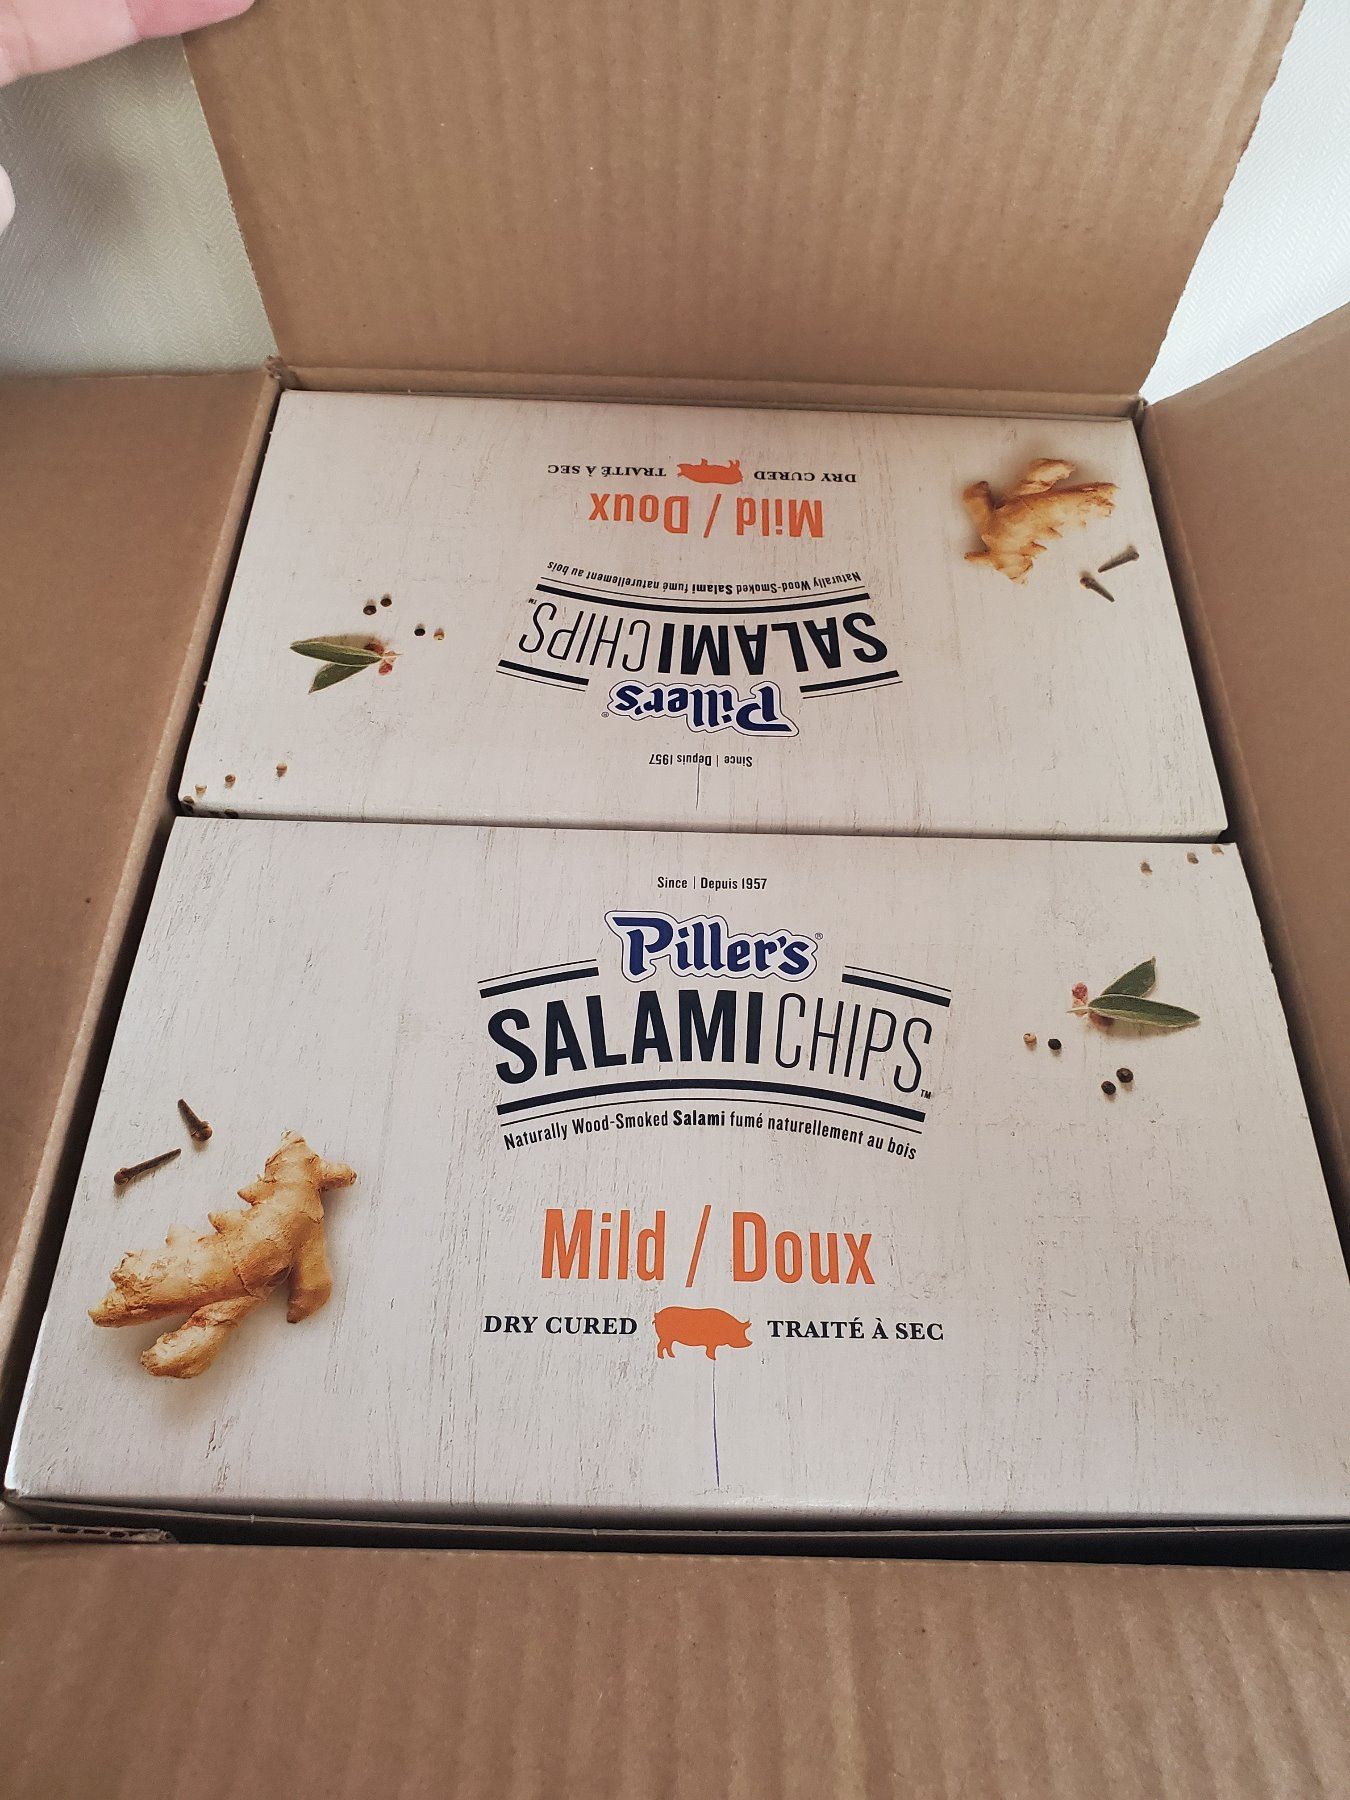 DRY CURED TRAITÉ À SEC
Mild / Doux
Naturally Wood-Smoked Salami fumé naturellement au bois
SALAMI CHIPS™
Piller's®
Since | Depuis 1957
Since | Depuis 1957
Piller's®
SALAMI CHIPS™
Naturally Wood-Smoked Salami fumé naturellement au bois
Mild / Doux
DRY CURED TRAITÉ À SEC